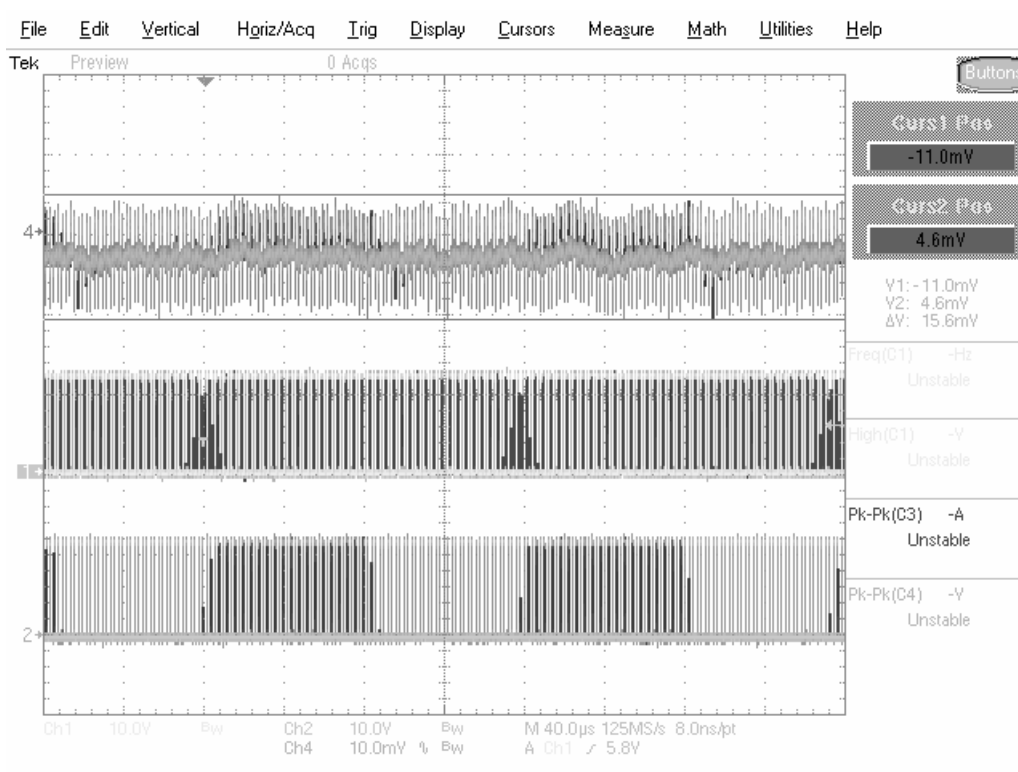 File Edit Vertical Horiz/Acq Trig Display Cursors Measure Math Utilities Help
Tek Preview 0 Acqs
Buttons
Curs1 Pos
-11.0mV
Curs2 Pos
4.6mV
V1: -11.0mV
V2: 4.6mV
ΔV: 15.6mV
Freq(C1) -Hz
Unstable
High(C1) -V
Unstable
Pk-Pk(C3) -A
Unstable
Pk-Pk(C4) -V
Unstable
4
1
2
Ch1 10.0V Bw Ch2 10.0V Bw M 40.0µs 125MS/s 8.0ns/pt
Ch4 10.0mV Bw A Ch1 5.8V